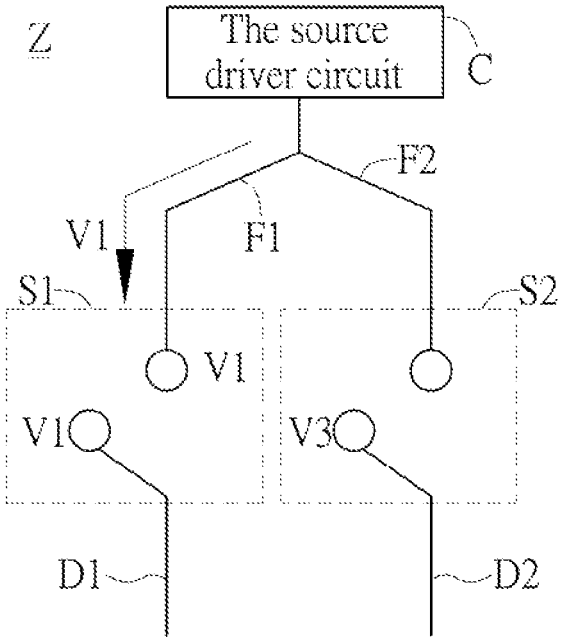 Z
The source
driver circuit
C
F2
F1
V1
S1
S2
V1
V1
V3
D1
D2